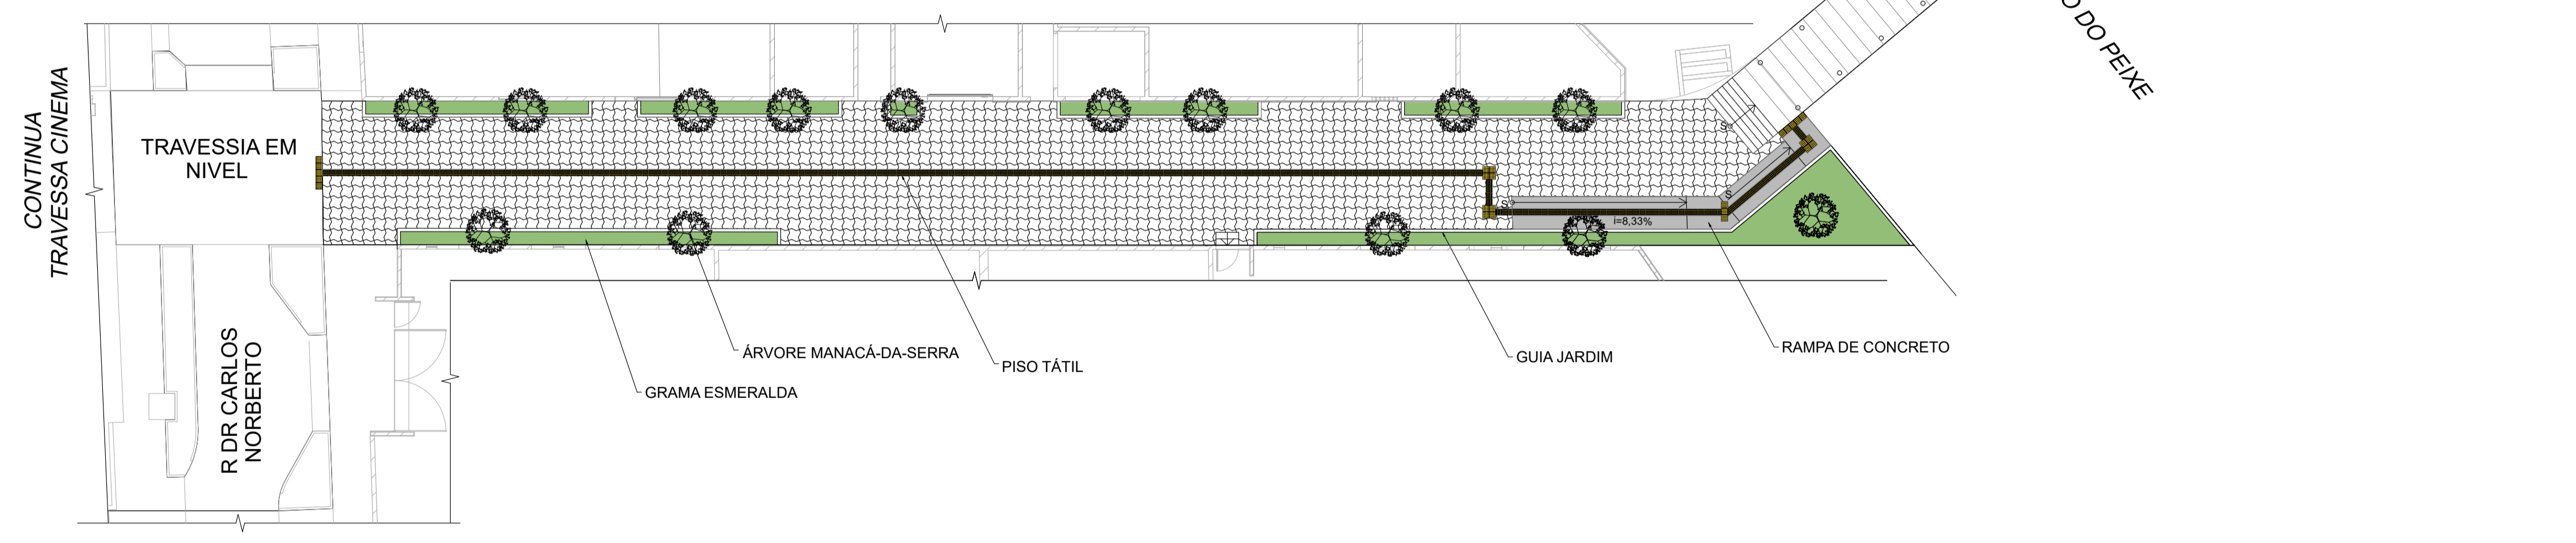 CONTINUA
TRAVESSA CINEMA
TRAVESSIA EM
NIVEL
R DR CARLOS
NORBERTO
GRAMA ESMERALDA
ÁRVORE MANACÁ-DA-SERRA
PISO TÁTIL
GUIA JARDIM
RAMPA DE CONCRETO
i=8,33%
S
S
S
DO PEIXE